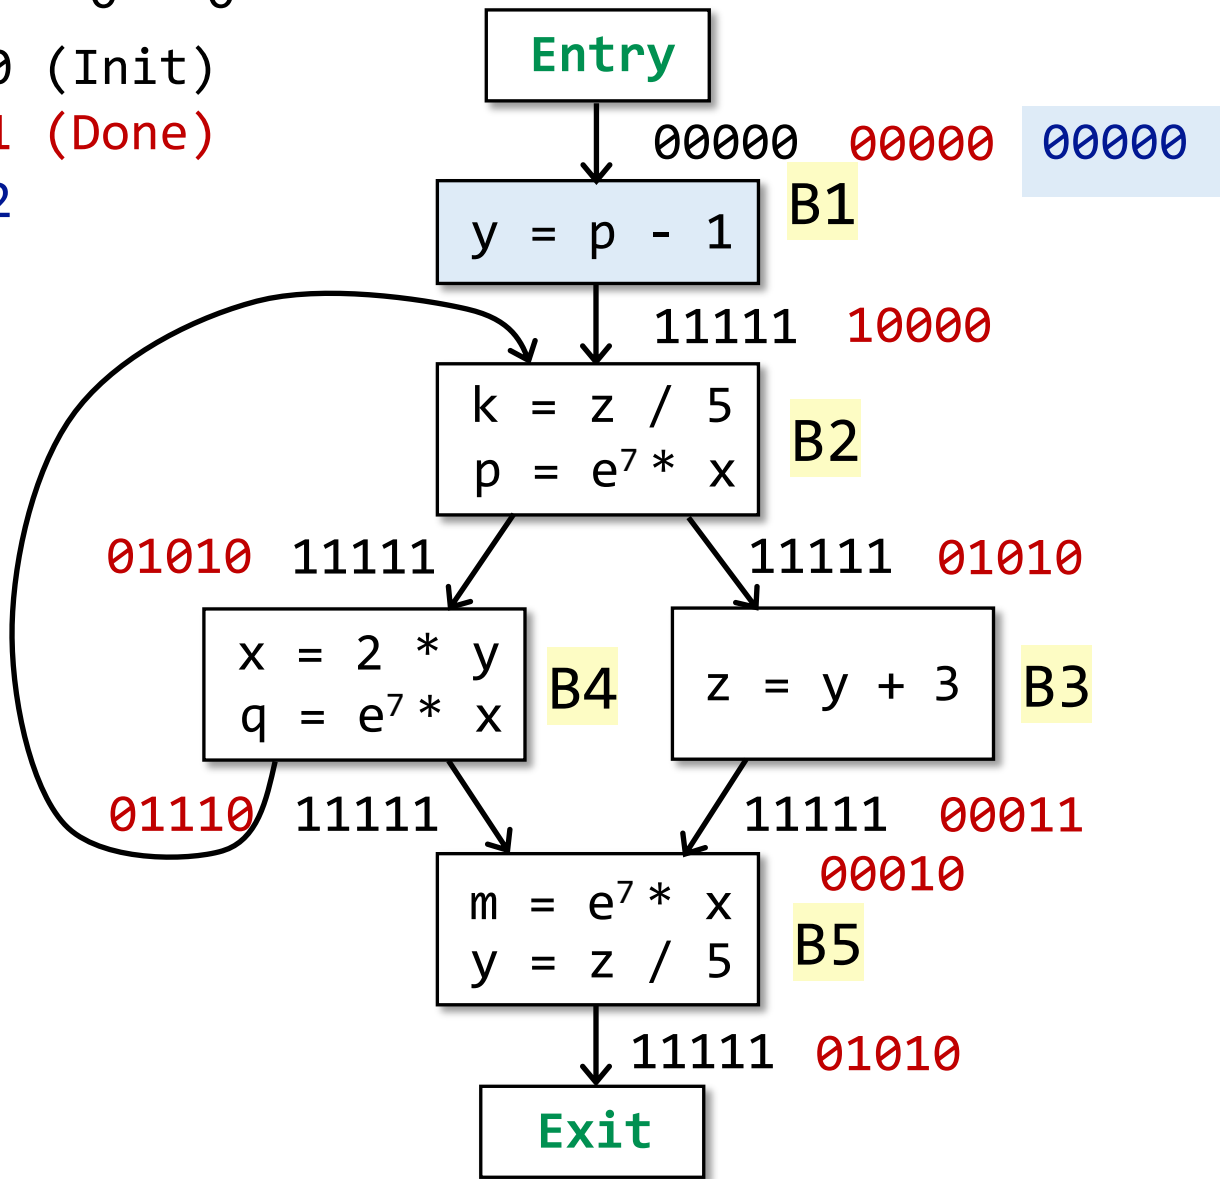 Entry
0 (Init)
1 (Done)
2
00000 00000 00000
B1
y = p - 1
11111 10000
k = z / 5
p = e⁷ * x
B2
01010 11111
11111 01010
x = 2 * y
q = e⁷ * x
B4
z = y + 3
B3
01110 11111
11111 00011
00010
m = e⁷ * x
y = z / 5
B5
11111 01010
Exit